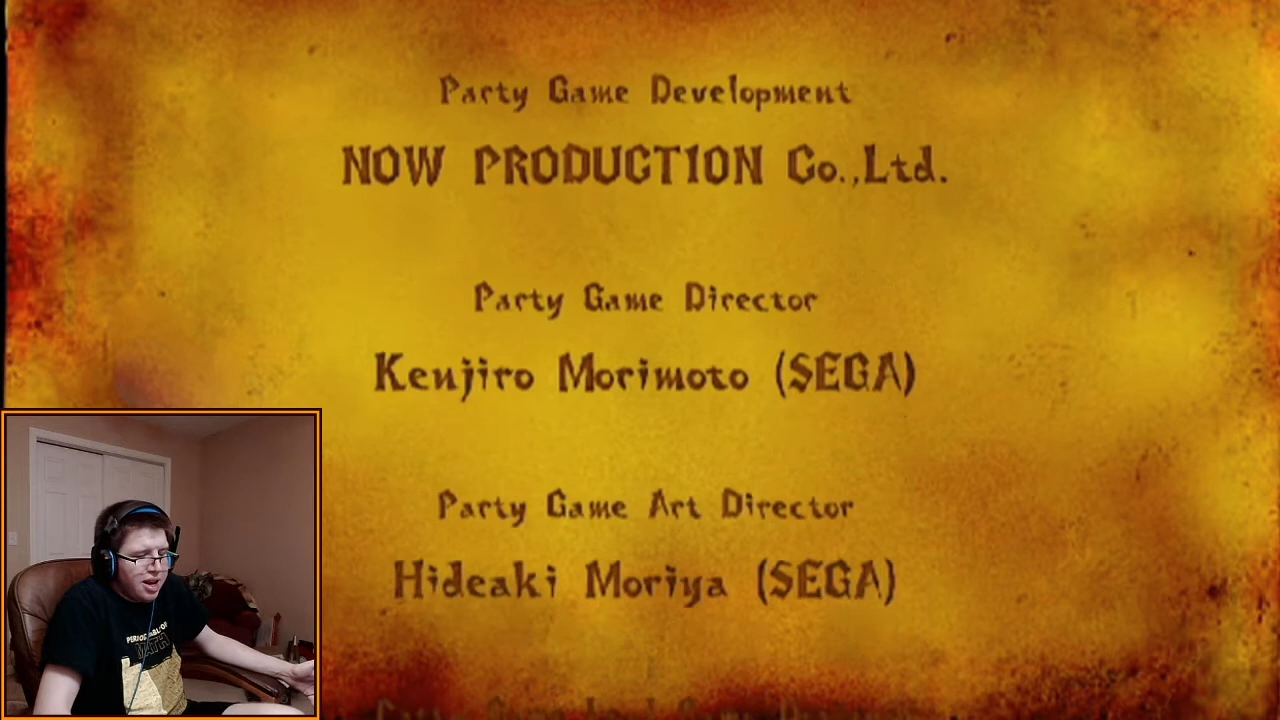 Party Game Development
NOW PRODUCTION Co.,Ltd.
Party Game Director
Kenjiro Morimoto (SEGA)
Party Game Art Director
Hideaki Moriya (SEGA)